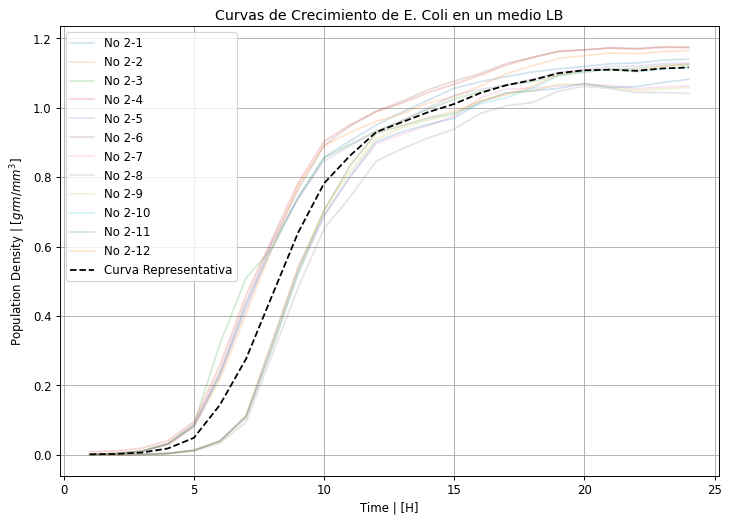 Curvas de Crecimiento de E. Coli en un medio LB
1.2
1.0
0.8
0.6
0.4
0.2
0.0
Population Density | [grm/mm³]
No 2-1
No 2-2
No 2-3
No 2-4
No 2-5
No 2-6
No 2-7
No 2-8
No 2-9
No 2-10
No 2-11
No 2-12
Curva Representativa
0 5 10 15 20 25
Time | [H]